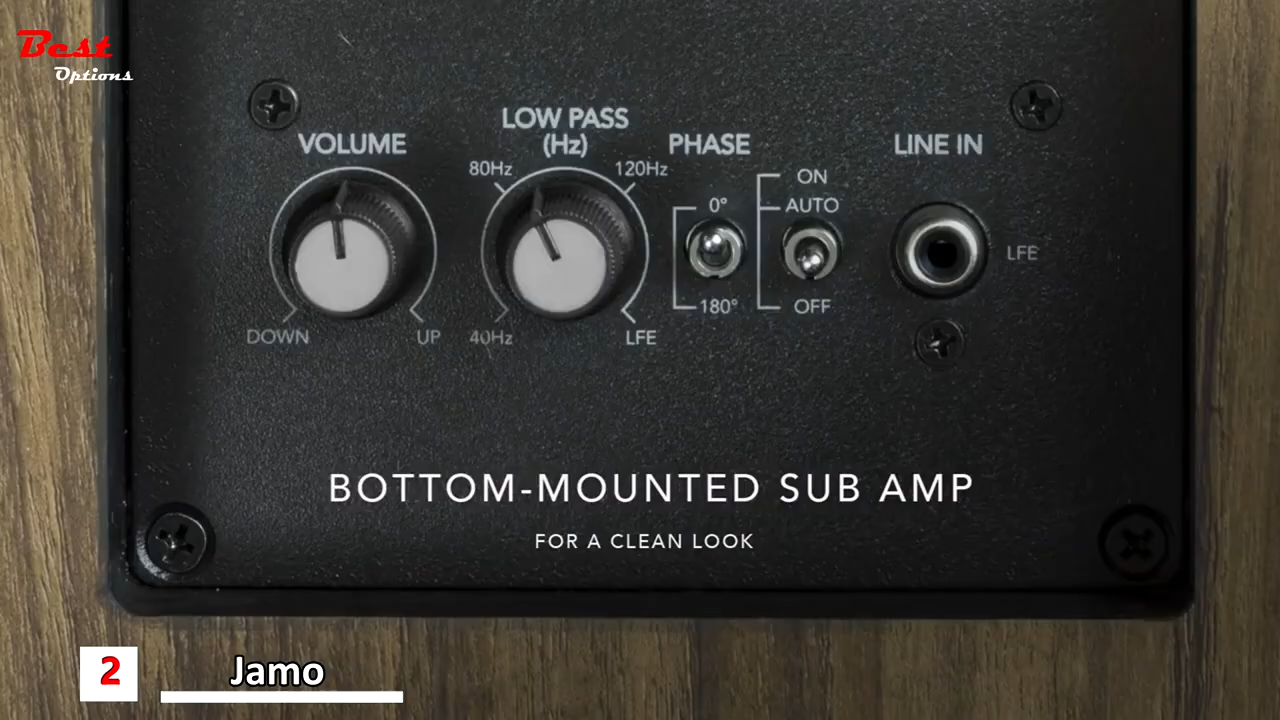 Best
Options
VOLUME
LOW PASS
(Hz)
PHASE
LINE IN
80Hz
120Hz
0°
ON
AUTO
LFE
180°
OFF
DOWN
UP
40Hz
LFE
BOTTOM-MOUNTED SUB AMP
FOR A CLEAN LOOK
2
Jamo